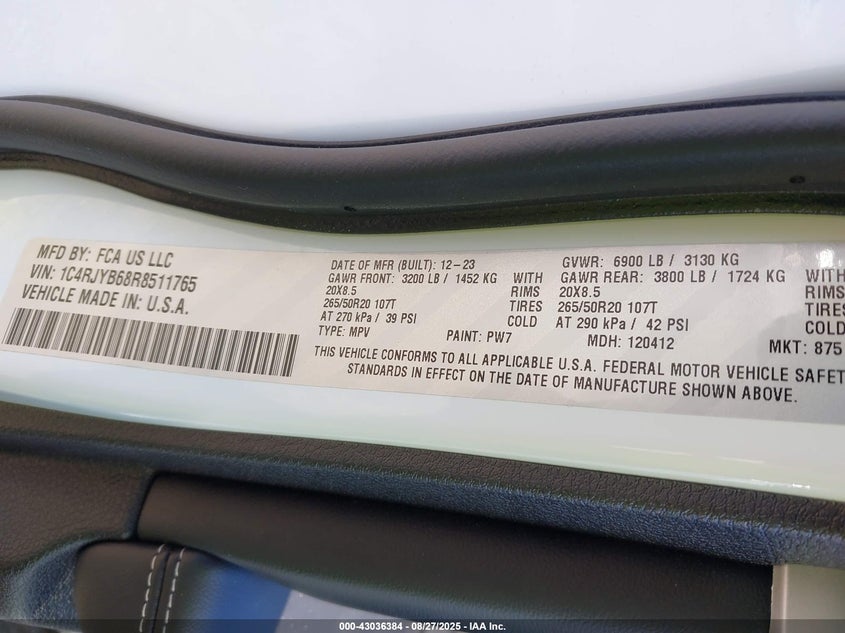 MFD BY: FCA US LLC
VIN: 1C4RJYB68R8511765
VEHICLE MADE IN: U.S.A.
DATE OF MFR (BUILT): 12-23 GVWR: 6900 LB / 3130 KG
GAWR FRONT: 3200 LB / 1452 KG WITH GAWR REAR: 3800 LB / 1724 KG WITH
20X8.5 RIMS 20X8.5 RIMS
265/50R20 107T TIRES 265/50R20 107T TIRES
AT 270 kPa / 39 PSI COLD AT 290 kPa / 42 PSI COLD
TYPE: MPV PAINT: PW7 MDH: 120412 MKT: 875
THIS VEHICLE CONFORMS TO ALL APPLICABLE U.S.A. FEDERAL MOTOR VEHICLE SAFET
STANDARDS IN EFFECT ON THE DATE OF MANUFACTURE SHOWN ABOVE.
000-43036384 - 08/27/2025 - IAA Inc.